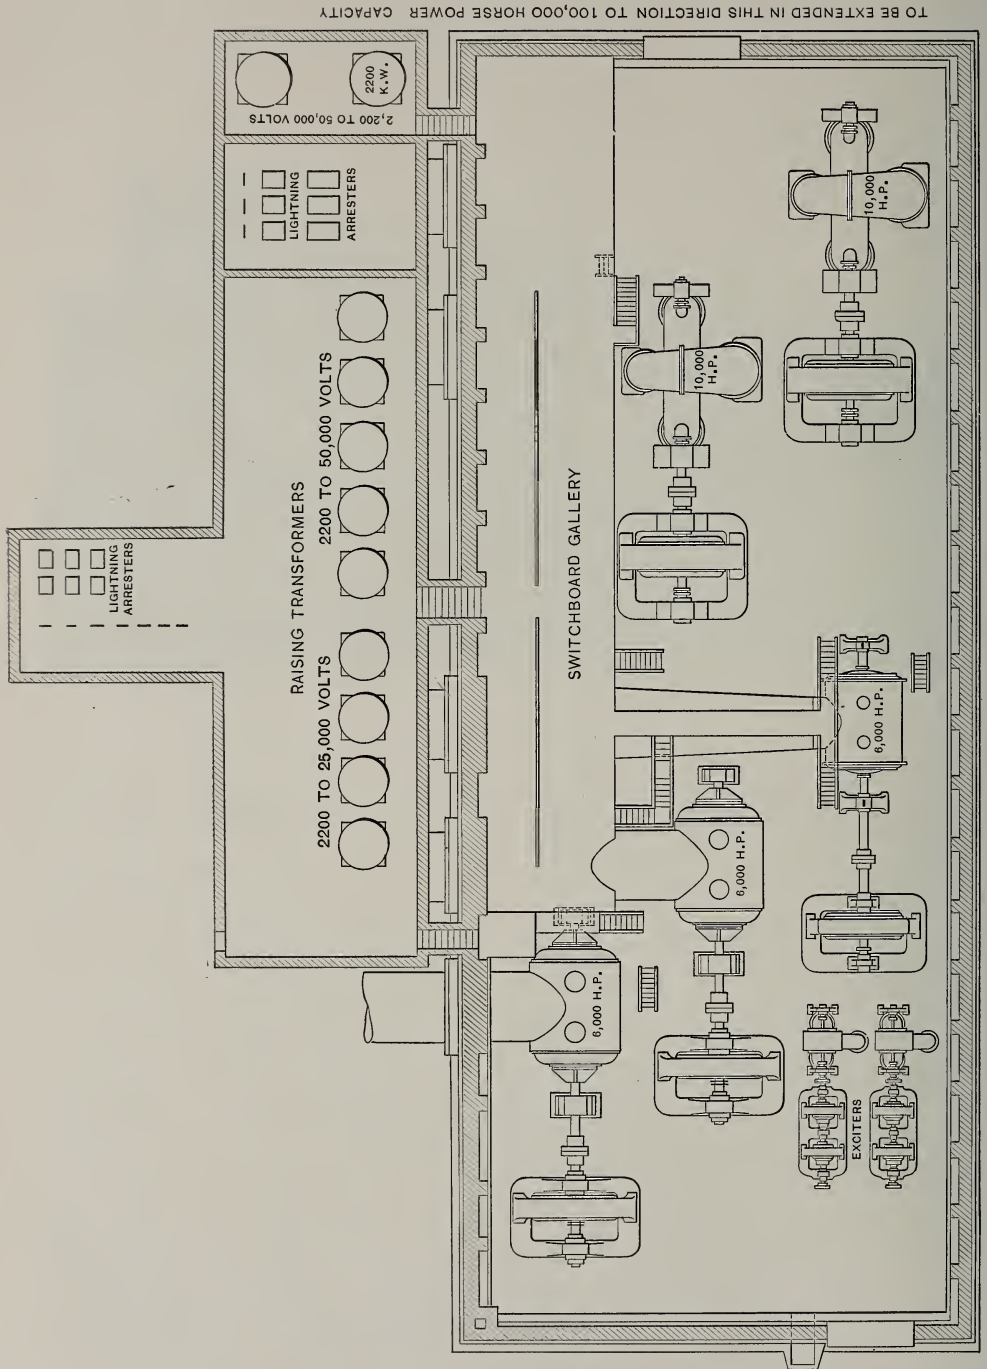 TO BE EXTENDED IN THIS DIRECTION TO 100,000 HORSE POWER CAPACITY
2200
K.W.
2,200 TO 50,000 VOLTS
LIGHTNING
ARRESTERS
LIGHTNING
ARRESTERS
RAISING TRANSFORMERS
2200 TO 25,000 VOLTS
2200 TO 50,000 VOLTS
SWITCHBOARD GALLERY
10,000
H.P.
10,000
H.P.
6,000 H.P.
6,000 H.P.
6,000 H.P.
EXCITERS